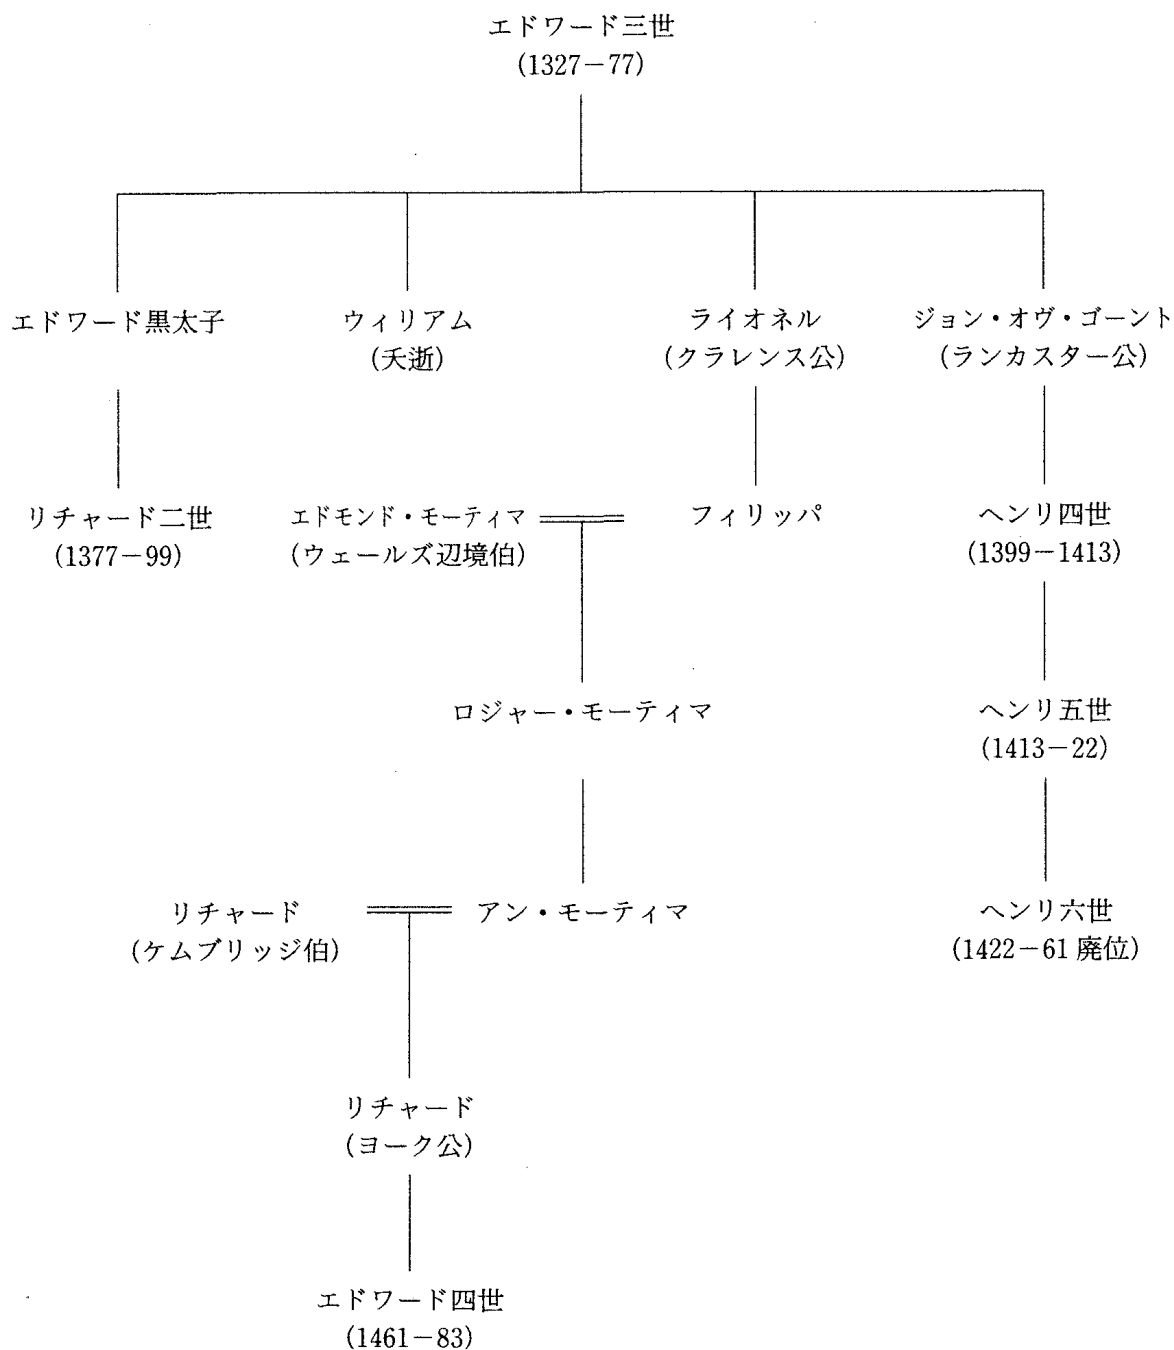 エドワード三世
(1327－77)
エドワード黒太子
ウィリアム
(夭逝)
ライオネル
(クラレンス公)
ジョン・オヴ・ゴーント
(ランカスター公)
リチャード二世
(1377－99)
エドモンド・モーティマ
(ウェールズ辺境伯)
フィリッパ
ヘンリ四世
(1399－1413)
ロジャー・モーティマ
ヘンリ五世
(1413－22)
リチャード
(ケムブリッジ伯)
アン・モーティマ
ヘンリ六世
(1422－61 廃位)
リチャード
(ヨーク公)
エドワード四世
(1461－83)